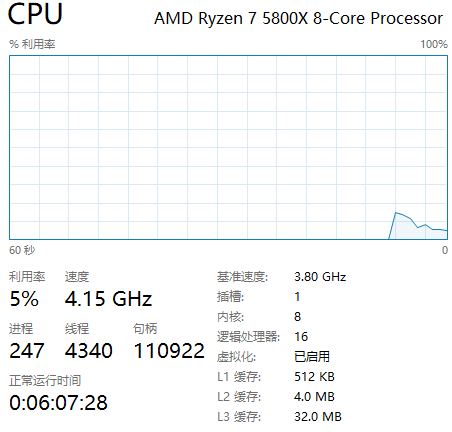 CPU AMD Ryzen 7 5800X 8-Core Processor
% 利用率 100%
60 秒 0
利用率 速度
5% 4.15 GHz
进程 线程 句柄
247 4340 110922
正常运行时间
0:06:07:28
基准速度: 3.80 GHz
插槽: 1
内核: 8
逻辑处理器: 16
虚拟化: 已启用
L1 缓存: 512 KB
L2 缓存: 4.0 MB
L3 缓存: 32.0 MB